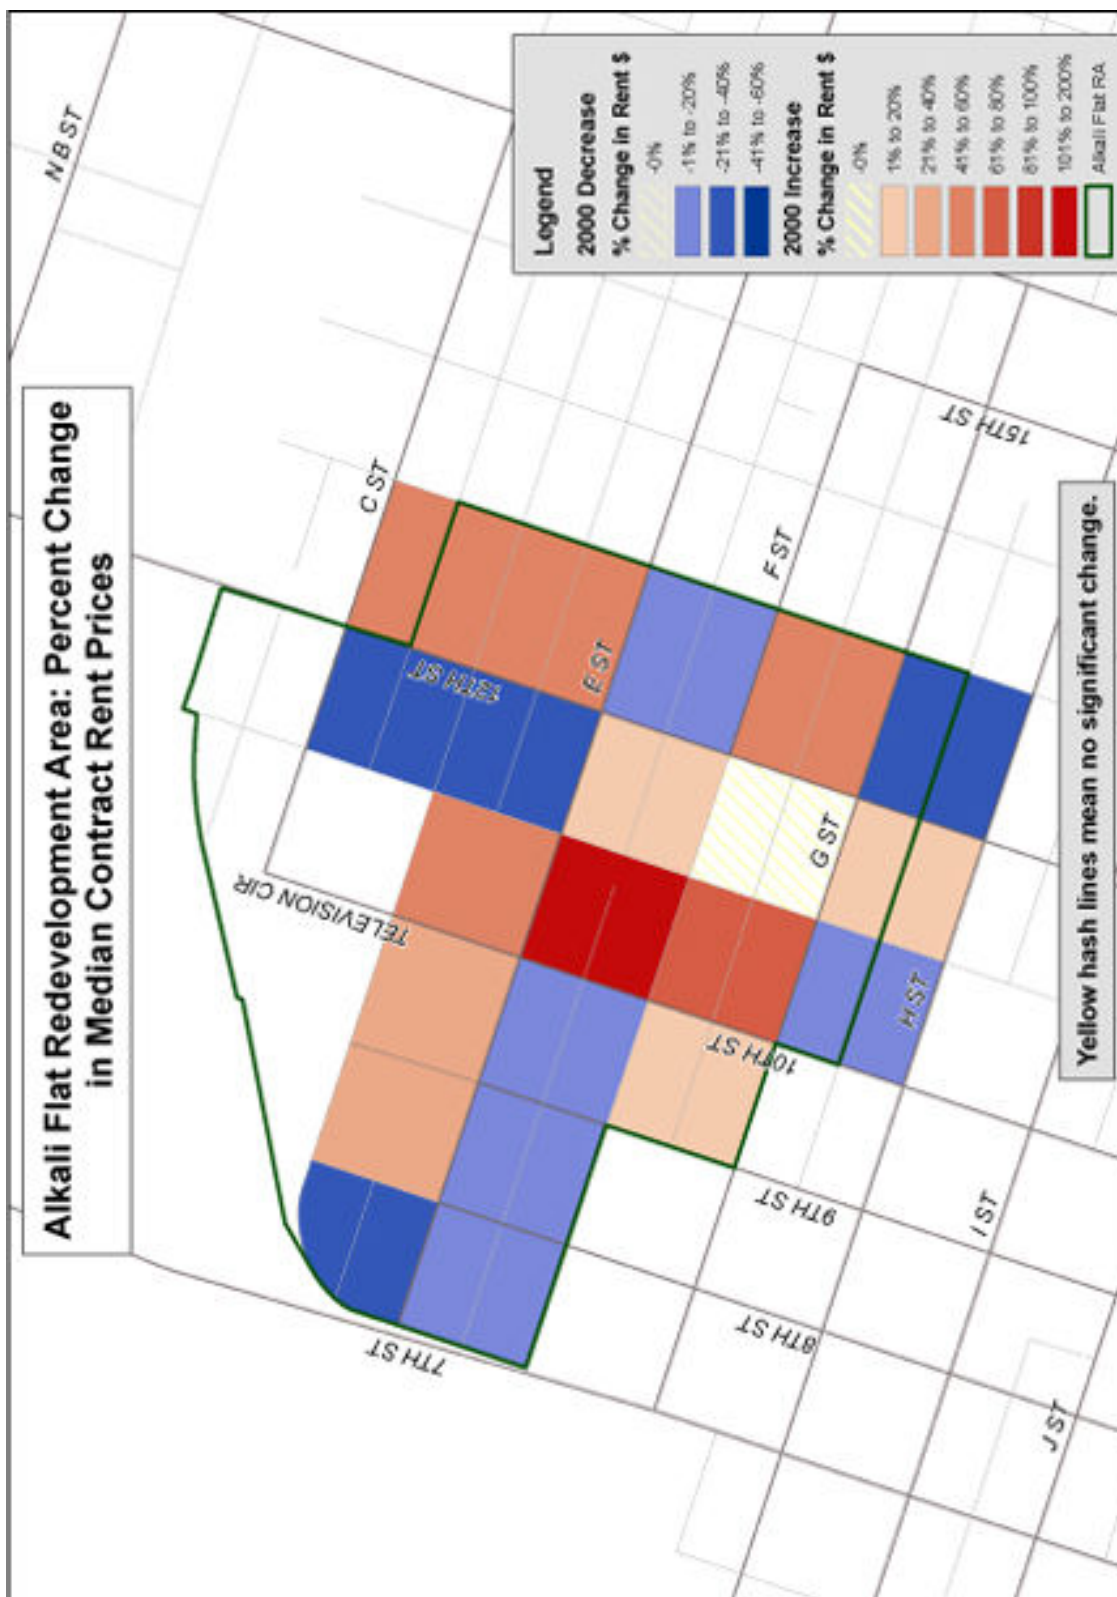 Alkali Flat Redevelopment Area: Percent Change
in Median Contract Rent Prices
N B ST
C ST
12TH ST
E ST
F ST
15TH ST
TELEVISION CIR
G ST
H ST
10TH ST
9TH ST
I ST
8TH ST
7TH ST
J ST
Legend
2000 Decrease
% Change in Rent $
-0%
-1% to -20%
-21% to -40%
-41% to -60%
2000 Increase
% Change in Rent $
-0%
1% to 20%
21% to 40%
41% to 60%
61% to 80%
81% to 100%
101% to 200%
Alkali Flat RA
Yellow hash lines mean no significant change.